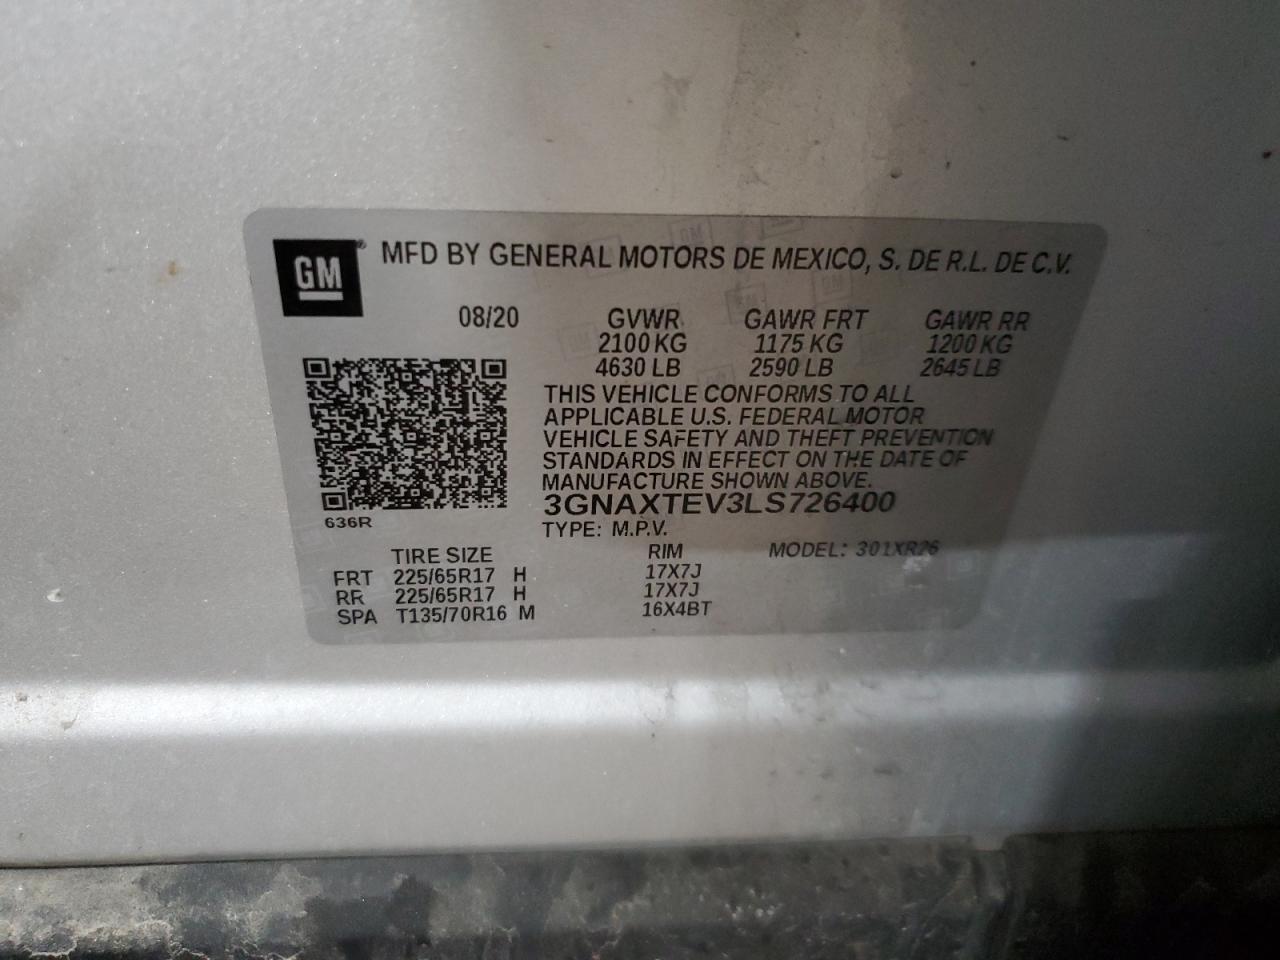 GM® MFD BY GENERAL MOTORS DE MEXICO, S. DE R.L. DE C.V.
08/20 GVWR GAWR FRT GAWR RR
2100 KG 1175 KG 1200 KG
4630 LB 2590 LB 2645 LB
THIS VEHICLE CONFORMS TO ALL
APPLICABLE U.S. FEDERAL MOTOR
VEHICLE SAFETY AND THEFT PREVENTION
STANDARDS IN EFFECT ON THE DATE OF
MANUFACTURE SHOWN ABOVE.
3GNAXTEV3LS726400
636R
TYPE: M.P.V.
TIRE SIZE RIM MODEL: 301XR26
FRT 225/65R17 H 17X7J
RR 225/65R17 H 17X7J
SPA T135/70R16 M 16X4BT